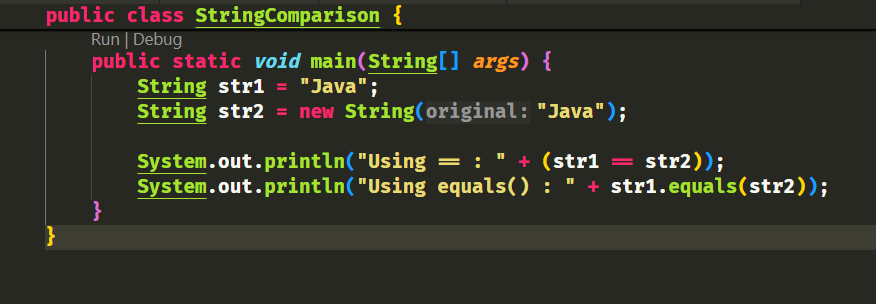 public class StringComparison {
Run | Debug
public static void main(String[] args) {
String str1 = "Java";
String str2 = new String(original: "Java");
System.out.println("Using == : " + (str1 == str2));
System.out.println("Using equals() : " + str1.equals(str2));
}
}